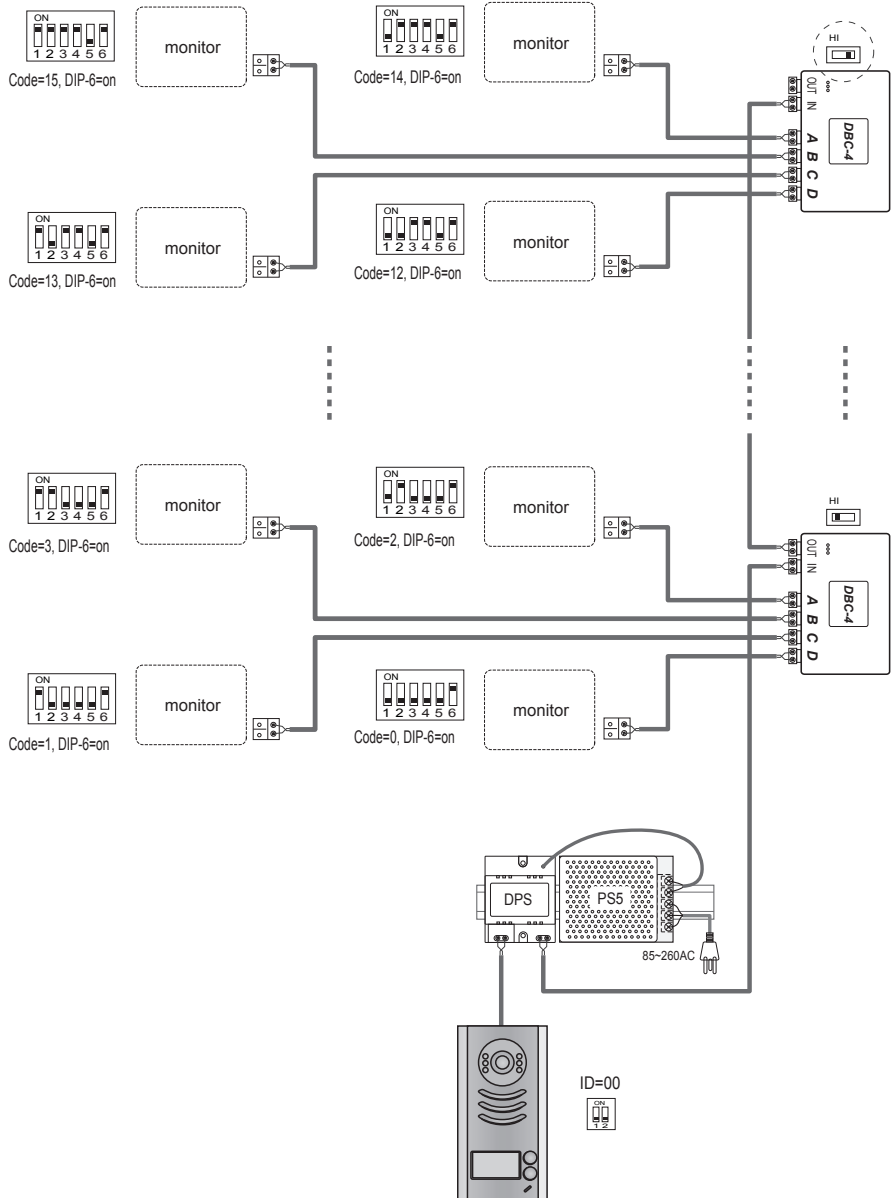 ON
1 2 3 4 5 6
Code=15, DIP-6=on
monitor
ON
1 2 3 4 5 6
Code=14, DIP-6=on
monitor
HI
OUT IN
A B C D
DBC-4
ON
1 2 3 4 5 6
Code=13, DIP-6=on
monitor
ON
1 2 3 4 5 6
Code=12, DIP-6=on
monitor
ON
1 2 3 4 5 6
Code=3, DIP-6=on
monitor
ON
1 2 3 4 5 6
Code=2, DIP-6=on
monitor
HI
OUT IN
A B C D
DBC-4
ON
1 2 3 4 5 6
Code=1, DIP-6=on
monitor
ON
1 2 3 4 5 6
Code=0, DIP-6=on
monitor
DPS
PS5
85~260AC
ID=00
ON
1 2